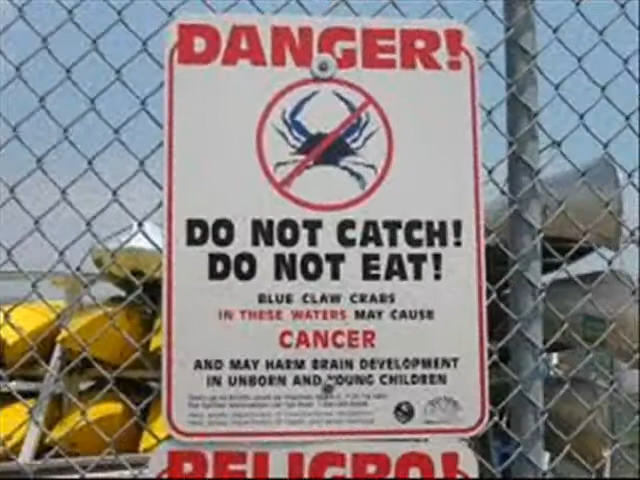 DANGER!
DO NOT CATCH!
DO NOT EAT!
BLUE CLAW CRABS
IN THESE WATERS MAY CAUSE
CANCER
AND MAY HARM BRAIN DEVELOPMENT
IN UNBORN AND YOUNG CHILDREN
PELIGRO!